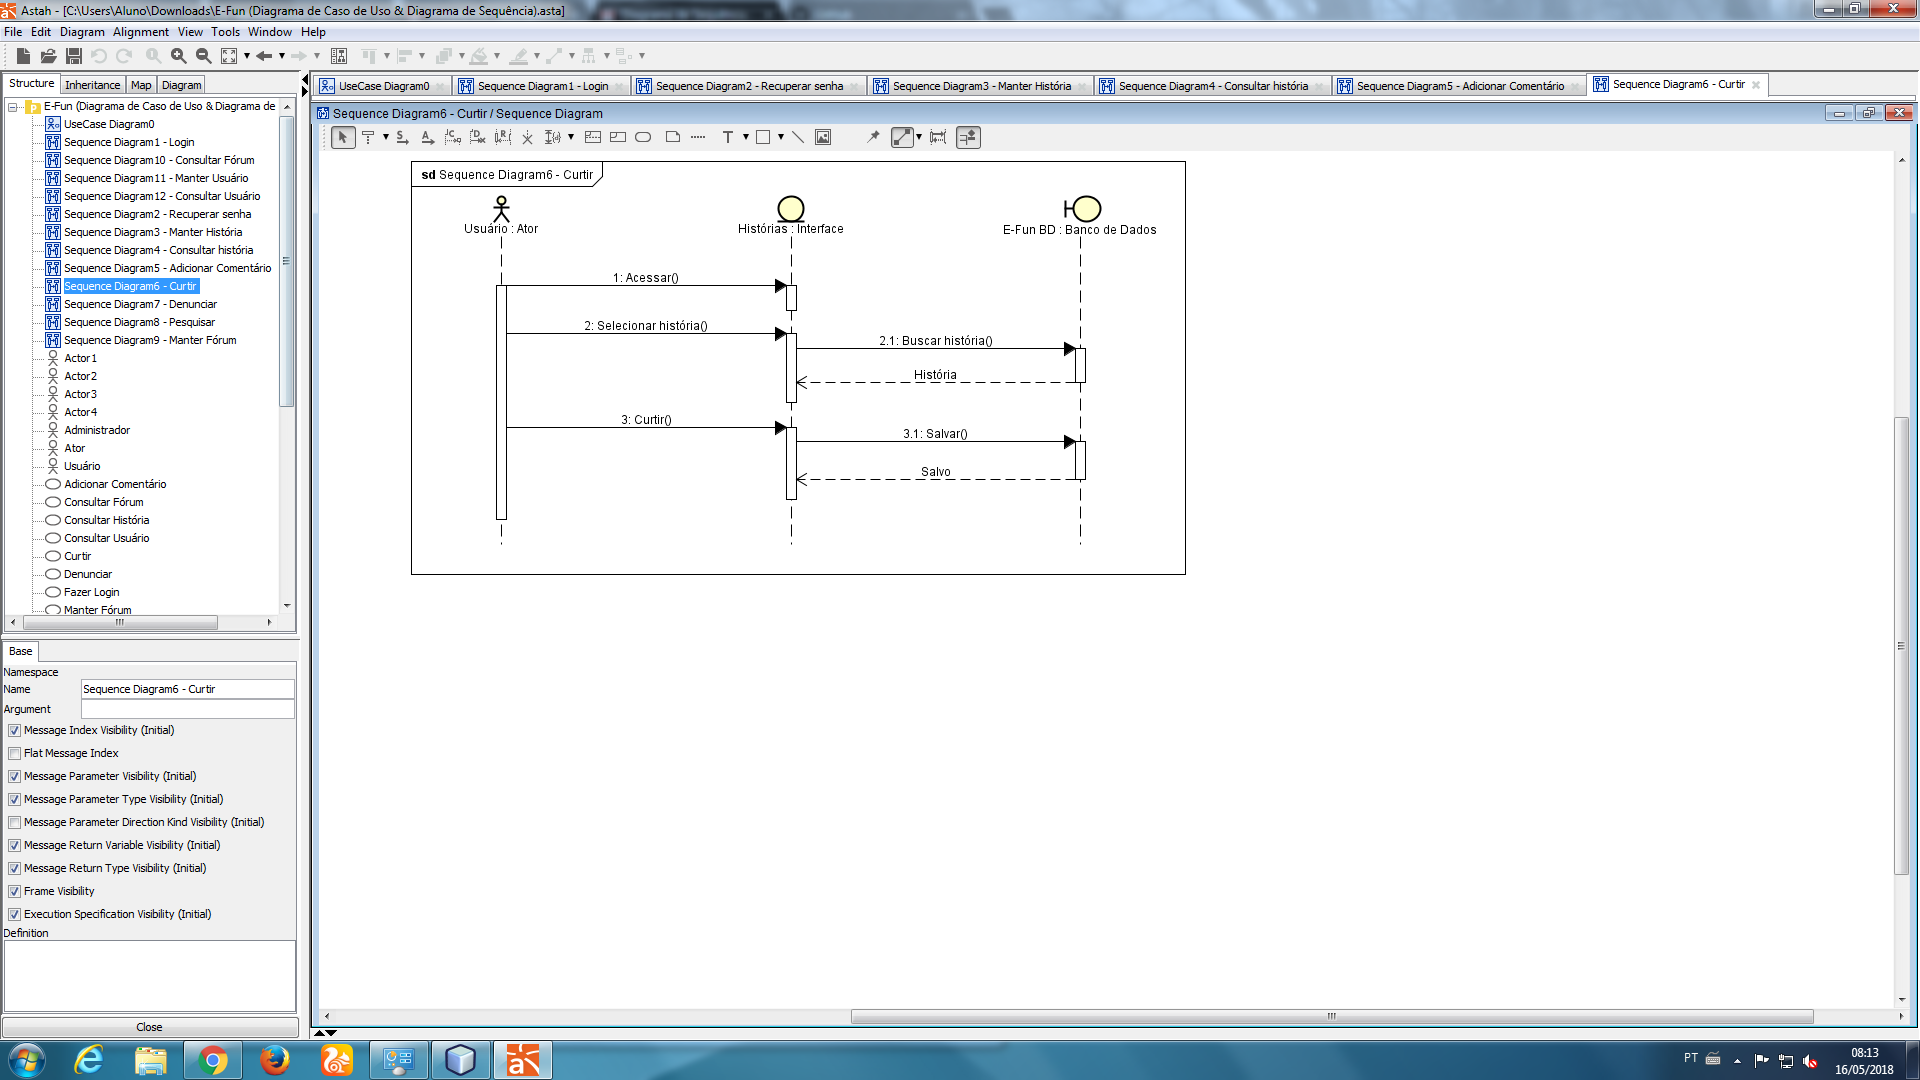 Astah - [C:\Users\Aluno\Downloads\E-Fun (Diagrama de Caso de Uso & Diagrama de Sequência).asta]
File Edit Diagram Alignment View Tools Window Help
Structure Inheritance Map Diagram
E-Fun (Diagrama de Caso de Uso & Diagrama de
UseCase Diagram0
Sequence Diagram1 - Login
Sequence Diagram10 - Consultar Fórum
Sequence Diagram11 - Manter Usuário
Sequence Diagram12 - Consultar Usuário
Sequence Diagram2 - Recuperar senha
Sequence Diagram3 - Manter História
Sequence Diagram4 - Consultar história
Sequence Diagram5 - Adicionar Comentário
Sequence Diagram6 - Curtir
Sequence Diagram7 - Denunciar
Sequence Diagram8 - Pesquisar
Sequence Diagram9 - Manter Fórum
Actor1
Actor2
Actor3
Actor4
Administrador
Ator
Usuário
Adicionar Comentário
Consultar Fórum
Consultar História
Consultar Usuário
Curtir
Denunciar
Fazer Login
Manter Fórum
Base
Namespace
Name Sequence Diagram6 - Curtir
Argument
Message Index Visibility (Initial)
Flat Message Index
Message Parameter Visibility (Initial)
Message Parameter Type Visibility (Initial)
Message Parameter Direction Kind Visibility (Initial)
Message Return Variable Visibility (Initial)
Message Return Type Visibility (Initial)
Frame Visibility
Execution Specification Visibility (Initial)
Definition
Close
UseCase Diagram0 Sequence Diagram1 - Login Sequence Diagram2 - Recuperar senha Sequence Diagram3 - Manter História Sequence Diagram4 - Consultar história Sequence Diagram5 - Adicionar Comentário Sequence Diagram6 - Curtir
Sequence Diagram6 - Curtir / Sequence Diagram
sd Sequence Diagram6 - Curtir
Usuário : Ator Histórias : Interface E-Fun BD : Banco de Dados
1: Acessar()
2: Selecionar história()
2.1: Buscar história()
História
3: Curtir()
3.1: Salvar()
Salvo
PT 08:13
16/05/2018